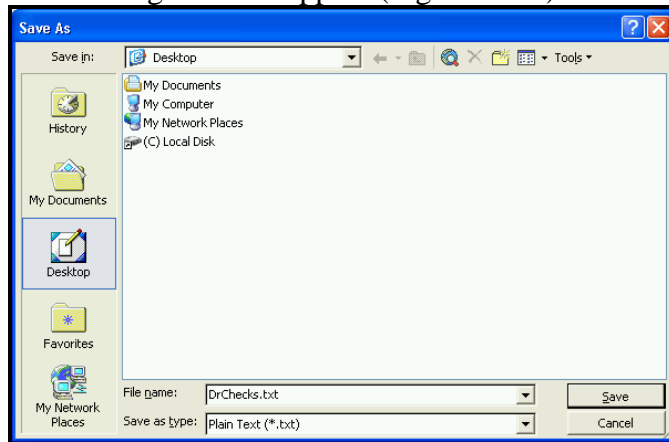 Save As
Save in:
Desktop
Tools
My Documents
My Computer
My Network Places
(C) Local Disk
History
My Documents
Desktop
Favorites
My Network
Places
File name:
DrChecks.txt
Save
Save as type:
Plain Text (*.txt)
Cancel